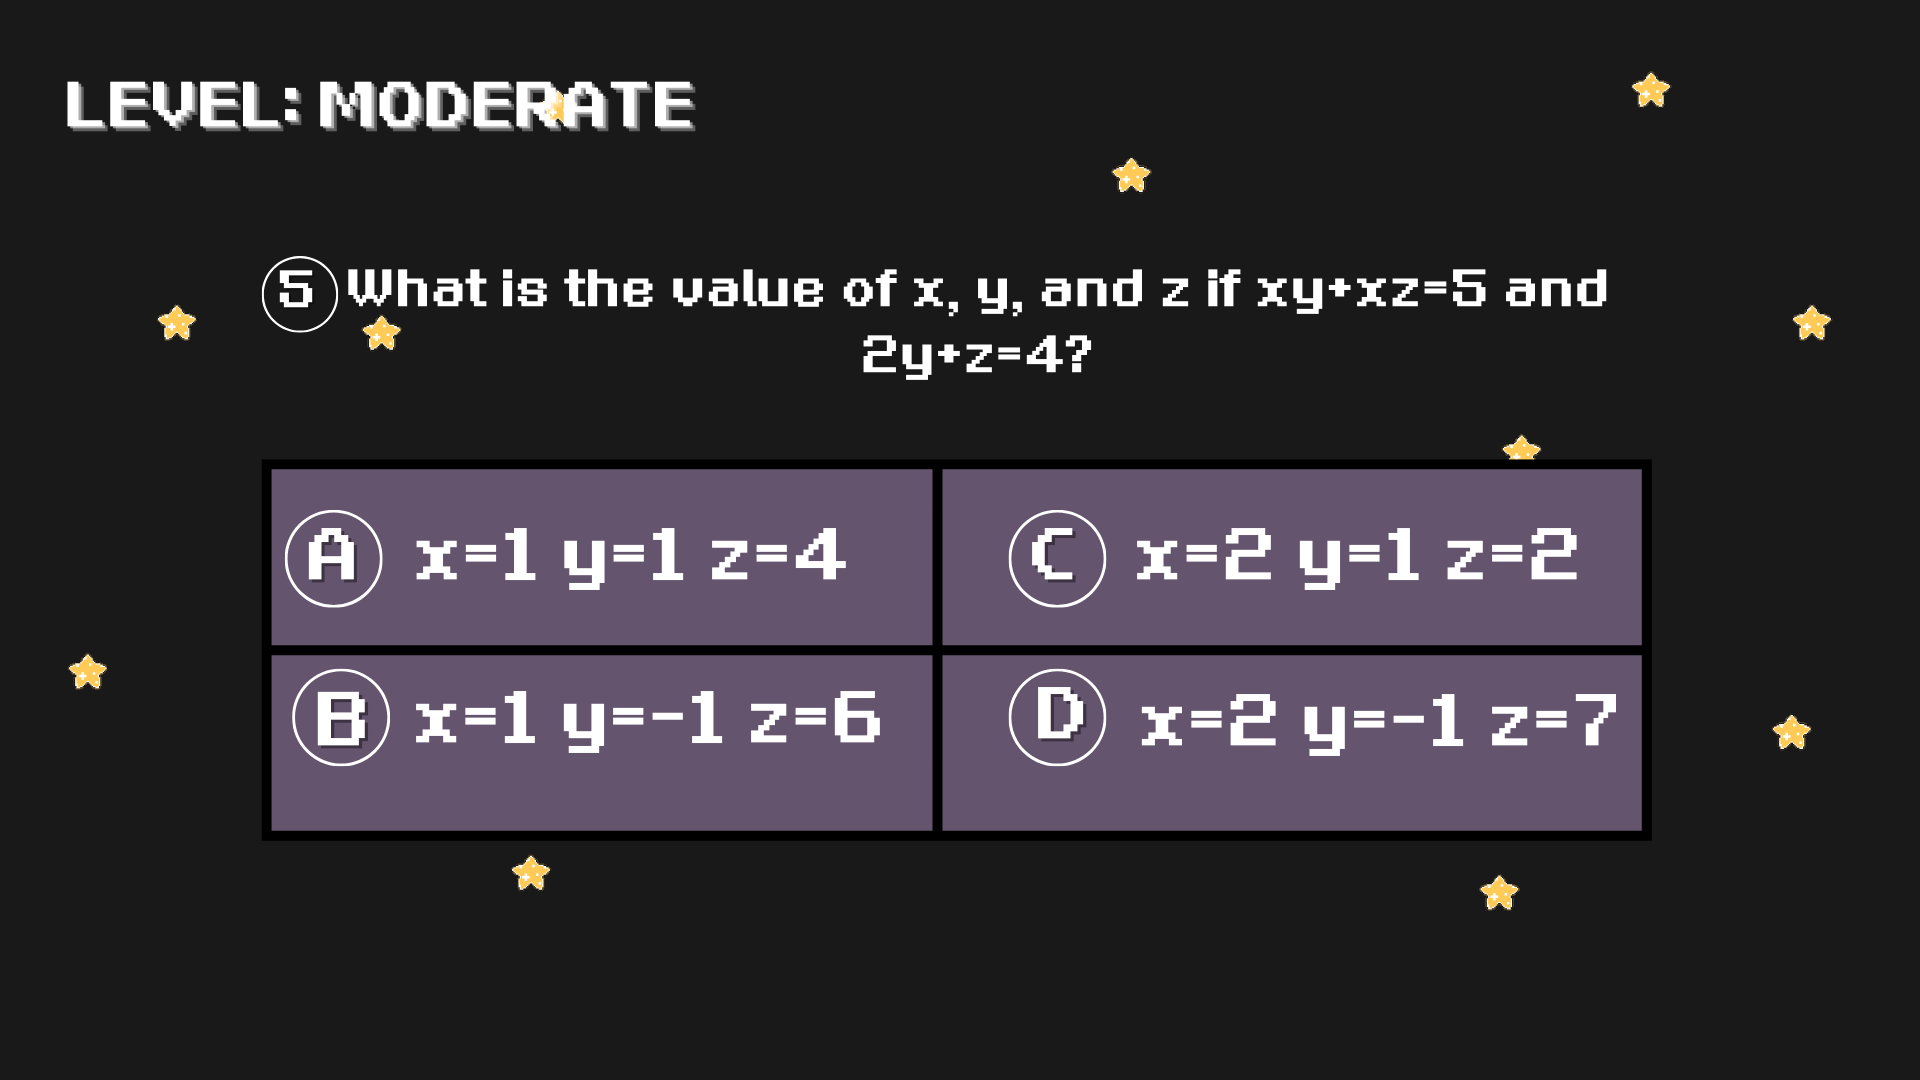 LEVEL: MODERATE
5 What is the value of x, y, and z if xy+xz=5 and
2y+z=4?
A x=1 y=1 z=4
C x=2 y=1 z=2
B x=1 y=-1 z=6
D x=2 y=-1 z=7